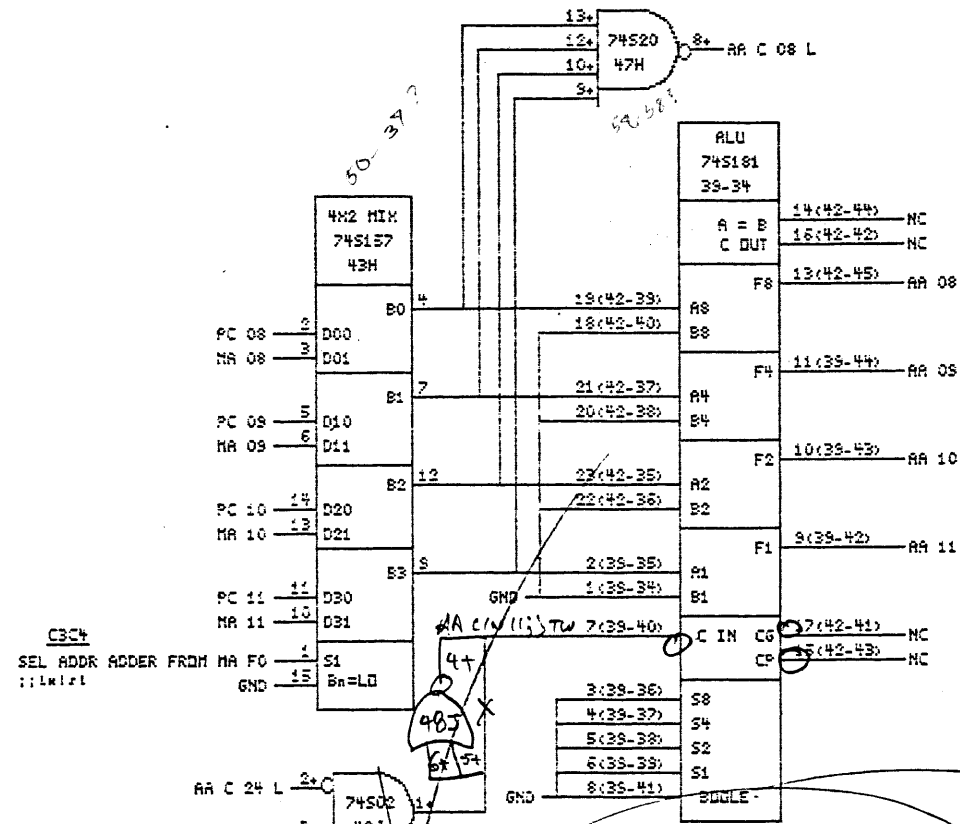 13+
12+
10+
9+
74S20
47H
8+
AA C 08 L
50-39?
ALU
74S181
39-34
4X2 MIX
74S157
43H
A = B
C OUT
14(42-44)
NC
16(42-42)
NC
F8
13(42-45)
AA 08
B0
4
19(42-39)
A8
18(42-40)
B8
PC 08
2
D00
MA 08
3
D01
F4
11(39-44)
AA 09
B1
7
21(42-37)
A4
20(42-38)
B4
PC 09
5
D10
MA 09
6
D11
F2
10(39-43)
AA 10
B2
12
23(42-35)
A2
22(42-36)
B2
PC 10
14
D20
MA 10
13
D21
F1
9(39-42)
AA 11
B3
9
2(39-35)
A1
GND
1(39-34)
B1
PC 11
11
D30
MA 11
10
D31
7(39-40)
C IN
CG
17(42-41)
NC
CP
15(42-43)
NC
C3C4
SEL ADDR ADDER FROM MA F0
1
S1
GND
15
Bn=L0
4+
48J
X
6+
5+
3(39-36)
S8
4(39-37)
S4
5(39-38)
S2
6(39-39)
S1
GND
8(39-41)
BOOLE-
AA C 24 L
2+
74S02
1+